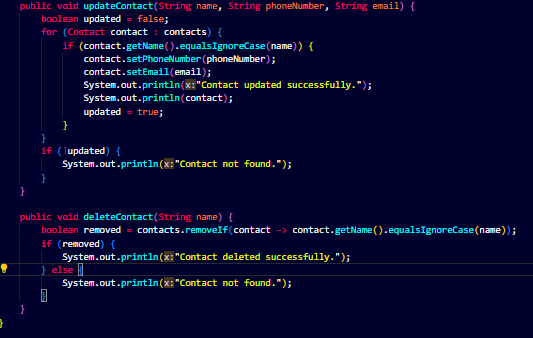 public void updateContact(String name, String phoneNumber, String email) {
boolean updated = false;
for (Contact contact : contacts) {
if (contact.getName().equalsIgnoreCase(name)) {
contact.setPhoneNumber(phoneNumber);
contact.setEmail(email);
System.out.println(x:"Contact updated successfully.");
System.out.println(contact);
updated = true;
}
}
if (!updated) {
System.out.println(x:"Contact not found.");
}
}
public void deleteContact(String name) {
boolean removed = contacts.removeIf(contact -> contact.getName().equalsIgnoreCase(name));
if (removed) {
System.out.println(x:"Contact deleted successfully.");
} else {
System.out.println(x:"Contact not found.");
}
}
}